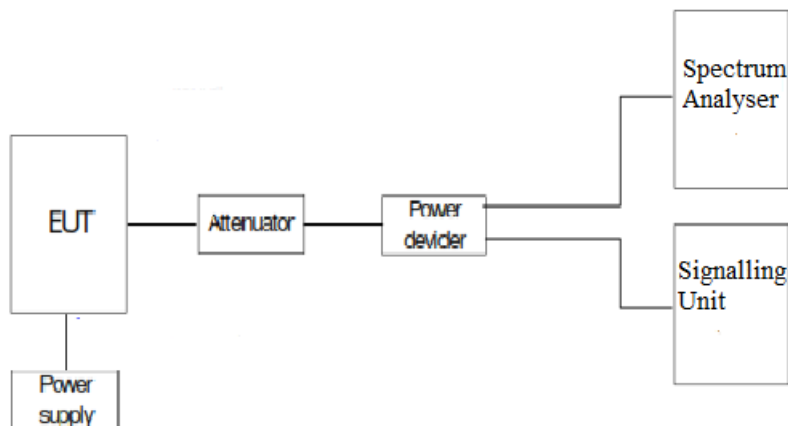 Spectrum
Analyser
EUT
Attenuator
Power
devider
Signalling
Unit
Power
supply